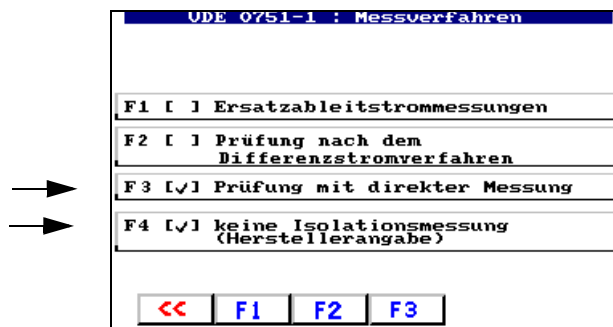 VDE 0751-1 : Messverfahren
F1 [ ] Ersatzableitstrommessungen
F2 [ ] Prüfung nach dem
Differenzstromverfahren
F3 [✓] Prüfung mit direkter Messung
F4 [✓] keine Isolationsmessung
(Herstellerangabe)
<< F1 F2 F3